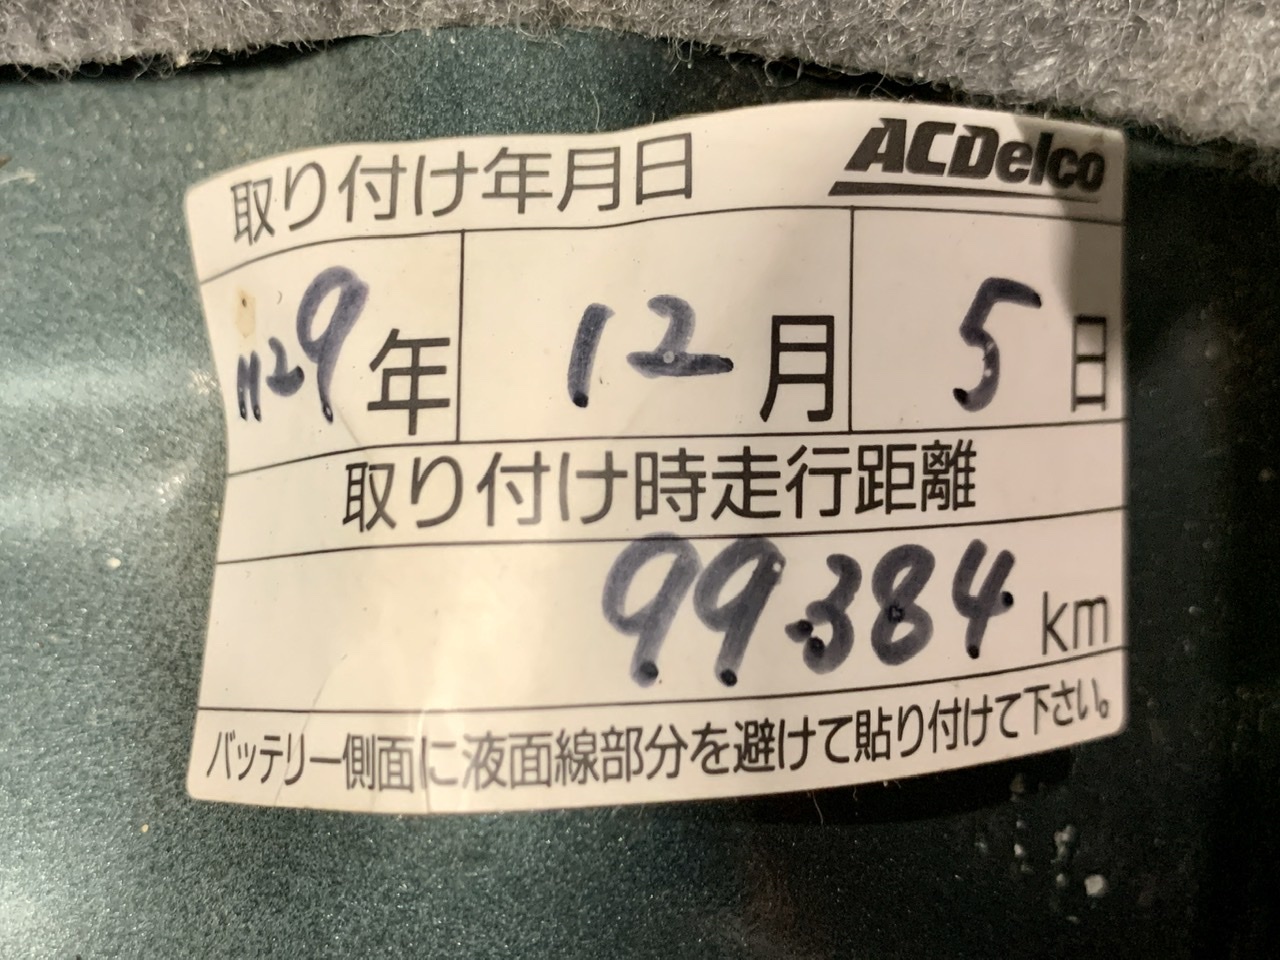 取り付け年月日 ACDelco
H29年 12月 5日
取り付け時走行距離
99384 km
バッテリー側面に液面線部分を避けて貼り付けて下さい。